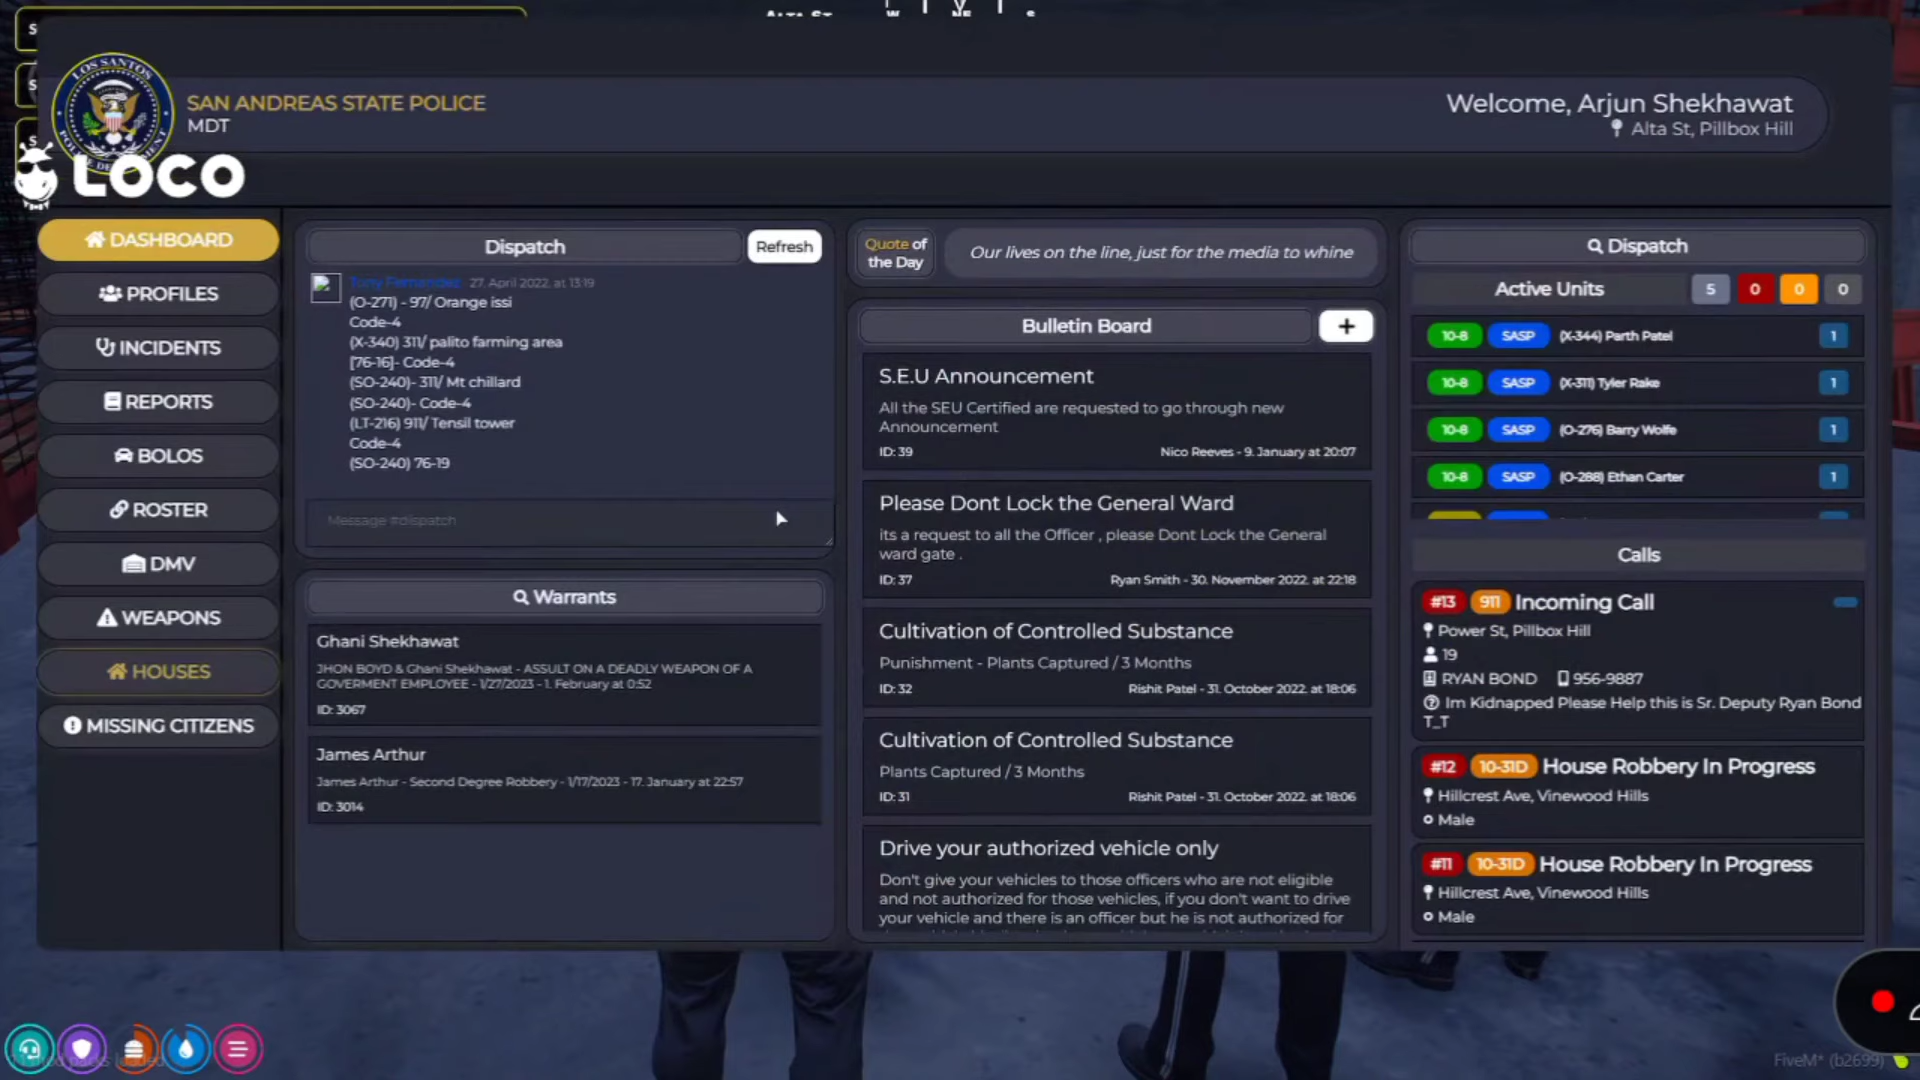 SAN ANDREAS STATE POLICE
MDT
LOS SANTOS
LOCO
Welcome, Arjun Shekhawat
Alta St, Pillbox Hill
DASHBOARD
PROFILES
INCIDENTS
REPORTS
BOLOS
ROSTER
DMV
WEAPONS
HOUSES
MISSING CITIZENS
Dispatch
Refresh
Tony Fernandez 27. April 2022. at 13:19
(O-271) - 97/ Orange issi
Code-4
(X-340) 311/ palito farming area
[76-16]- Code-4
(SO-240)- 311/ Mt chillard
(SO-240)- Code-4
(LT-216) 911/ Tensil tower
Code-4
(SO-240) 76-19
Message #dispatch
Warrants
Ghani Shekhawat
JHON BOYD & Ghani Shekhawat - ASSULT ON A DEADLY WEAPON OF A
GOVERMENT EMPLOYEE - 1/27/2023 - 1. February at 0:52
ID: 3067
James Arthur
James Arthur - Second Degree Robbery - 1/17/2023 - 17. January at 22:57
ID: 3014
Quote of
the Day
Our lives on the line, just for the media to whine
Bulletin Board
+
S.E.U Announcement
All the SEU Certified are requested to go through new
Announcement
ID: 39 Nico Reeves - 9. January at 20:07
Please Dont Lock the General Ward
its a request to all the Officer , please Dont Lock the General
ward gate .
ID: 37 Ryan Smith - 30. November 2022. at 22:18
Cultivation of Controlled Substance
Punishment - Plants Captured / 3 Months
ID: 32 Rishit Patel - 31. October 2022. at 18:06
Cultivation of Controlled Substance
Plants Captured / 3 Months
ID: 31 Rishit Patel - 31. October 2022. at 18:06
Drive your authorized vehicle only
Don't give your vehicles to those officers who are not eligible
and not authorized for those vehicles, if you don't want to drive
your vehicle and there is an officer but he is not authorized for
Dispatch
Active Units 5 0 0 0
10-8 SASP (X-344) Parth Patel 1
10-8 SASP (X-311) Tyler Rake 1
10-8 SASP (O-276) Barry Wolfe 1
10-8 SASP (O-288) Ethan Carter 1
Calls
#13 911 Incoming Call
Power St, Pillbox Hill
19
RYAN BOND 956-9887
Im Kidnapped Please Help this is Sr. Deputy Ryan Bond
T_T
#12 10-31D House Robbery In Progress
Hillcrest Ave, Vinewood Hills
Male
#11 10-31D House Robbery In Progress
Hillcrest Ave, Vinewood Hills
Male
FiveM* (b2699)